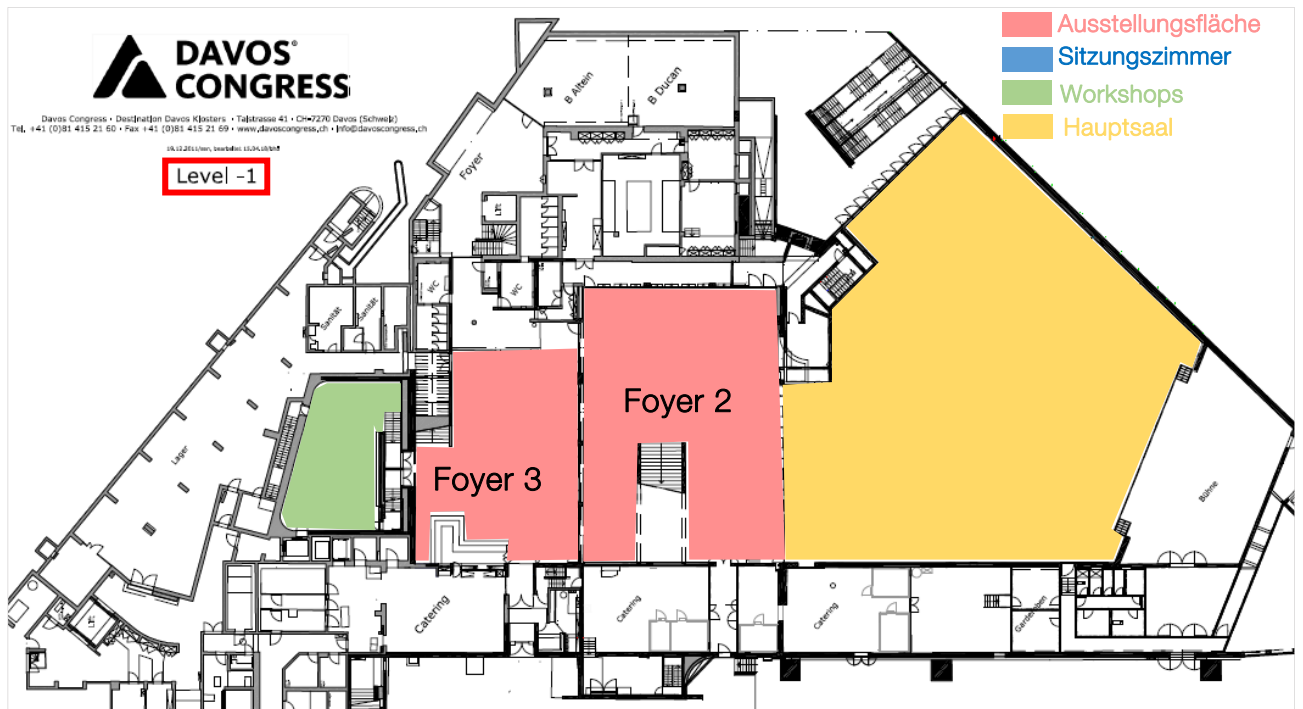 DAVOS®
CONGRESS
Davos Congress • Destination Davos Klosters • Talstrasse 41 • CH-7270 Davos (Schweiz)
Tel. +41 (0)81 415 21 60 • Fax +41 (0)81 415 21 69 • www.davoscongress.ch • info@davoscongress.ch
Level -1
Ausstellungsfläche
Sitzungszimmer
Workshops
Hauptsaal
B Altein
B Ducan
Foyer
Lift
WC
WC
Sanität
Sanität
Foyer 2
Foyer 3
Lager
Bühne
Catering
Catering
Catering
Garderoben
Lift